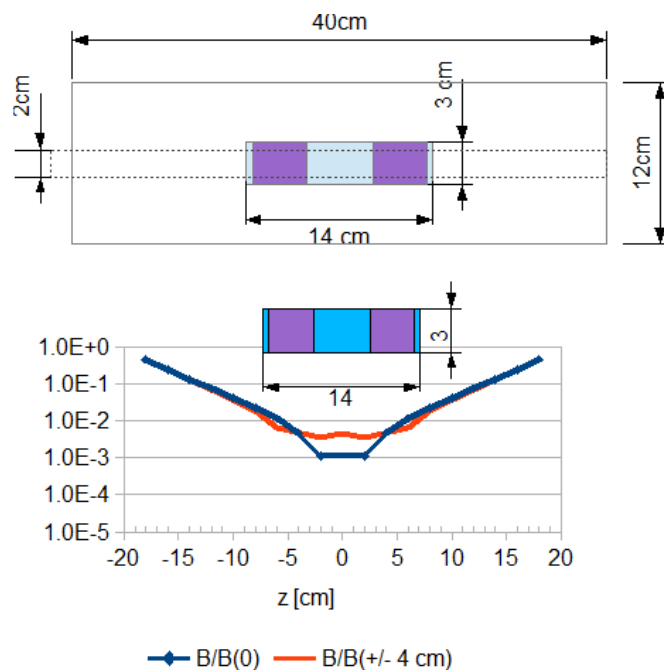 40cm
2cm
3 cm
12cm
14 cm
3
14
1.0E+0
1.0E-1
1.0E-2
1.0E-3
1.0E-4
1.0E-5
-20 -15 -10 -5 0 5 10 15 20
z [cm]
B/B(0) B/B(+/- 4 cm)